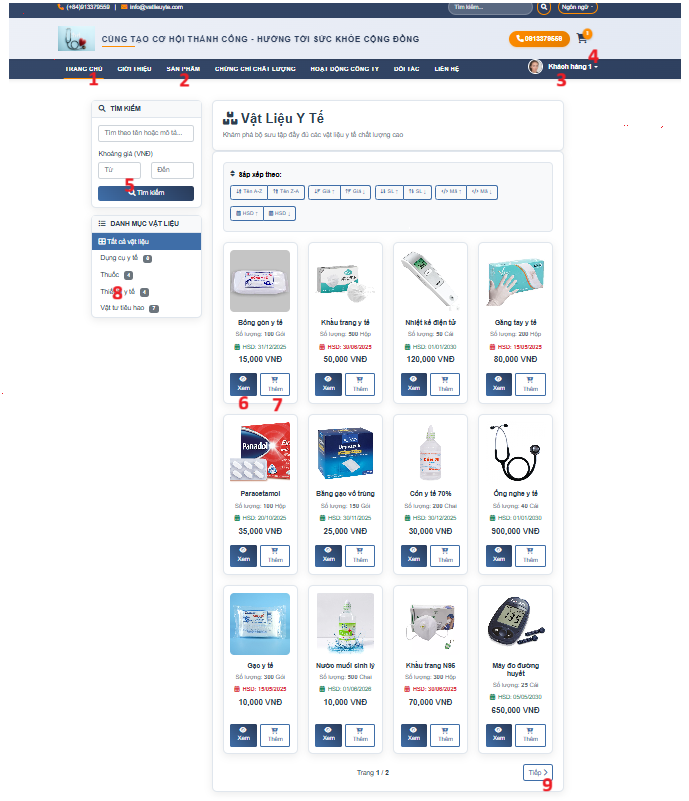 (+84)913379559 | info@vatlieuyte.com Tìm kiếm... Ngôn ngữ
CÙNG TẠO CƠ HỘI THÀNH CÔNG - HƯỚNG TỚI SỨC KHỎE CỘNG ĐỒNG 0913379559 0
4
TRANG CHỦ GIỚI THIỆU SẢN PHẨM CHỨNG CHỈ CHẤT LƯỢNG HOẠT ĐỘNG CÔNG TY ĐỐI TÁC LIÊN HỆ Khách hàng 1
1 2 3
TÌM KIẾM
Tìm theo tên hoặc mô tả...
Khoảng giá (VNĐ)
Từ Đến
5
Tìm kiếm
DANH MỤC VẬT LIỆU
Tất cả vật liệu
Dụng cụ y tế
Thuốc 4
Thiết y tế 4
8
Vật tư tiêu hao 7
Vật Liệu Y Tế
Khám phá bộ sưu tập đầy đủ các vật liệu y tế chất lượng cao
Sắp xếp theo:
Tên A-Z Tên Z-A Giá ↑ Giá ↓ SL ↑ SL ↓ Mã ↑ Mã ↓
HSD ↑ HSD ↓
Bông gòn y tế Khẩu trang y tế Nhiệt kế điện tử Găng tay y tế
Số lượng: 100 Gói Số lượng: 500 Hộp Số lượng: 50 Cái Số lượng: 200 Hộp
HSD: 31/12/2025 HSD: 30/06/2025 HSD: 01/01/2030 HSD: 15/05/2025
15,000 VNĐ 50,000 VNĐ 120,000 VNĐ 80,000 VNĐ
Xem Thêm Xem Thêm Xem Thêm Xem Thêm
6 7
Panadol
Paracetamol Băng gạo vô trùng Cồn y tế 70% Ống nghe y tế
Số lượng: 100 Hộp Số lượng: 150 Gói Số lượng: 200 Chai Số lượng: 40 Cái
HSD: 20/10/2025 HSD: 30/11/2025 HSD: 30/12/2025 HSD: 01/01/2030
35,000 VNĐ 25,000 VNĐ 30,000 VNĐ 900,000 VNĐ
Xem Thêm Xem Thêm Xem Thêm Xem Thêm
Gạo y tế Nước muối sinh lý Khẩu trang N95 Máy đo đường
huyết
Số lượng: 300 Gói Số lượng: 500 Chai Số lượng: 300 Hộp Số lượng: 25 Cái
HSD: 15/05/2025 HSD: 01/06/2026 HSD: 30/06/2025 HSD: 05/05/2030
10,000 VNĐ 10,000 VNĐ 70,000 VNĐ 650,000 VNĐ
Xem Thêm Xem Thêm Xem Thêm Xem Thêm
Trang 1 / 2 Tiếp
9